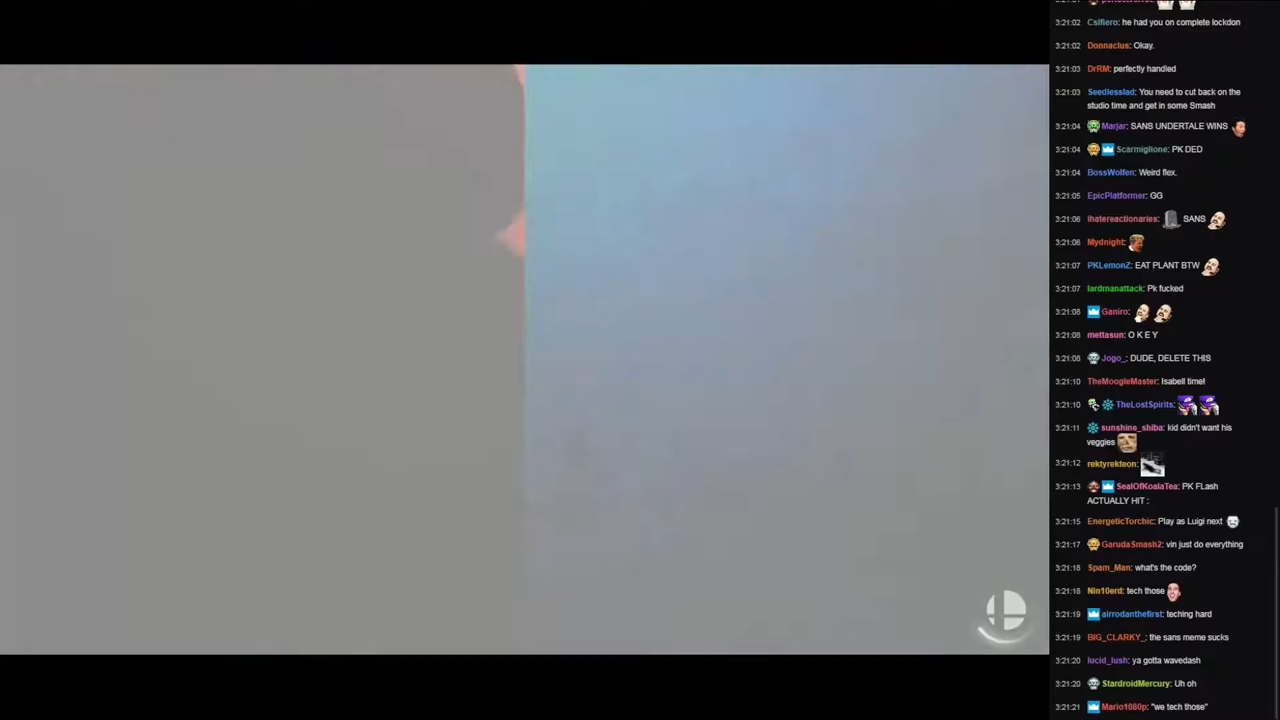 3:21:02 Csifiero: he had you on complete lockdon
3:21:02 Donnaclus: Okay.
3:21:03 DrRM: perfectly handled
3:21:03 Seedlesslad: You need to cut back on the
studio time and get in some Smash
3:21:04 Marjar: SANS UNDERTALE WINS
3:21:04 Scarmiglione: PK DED
3:21:04 BossWolfen: Weird flex.
3:21:05 EpicPlatformer: GG
3:21:06 ihatereactionaries: SANS
3:21:06 Mydnight:
3:21:07 PKLemonZ: EAT PLANT BTW
3:21:07 lardmanattack: Pk fucked
3:21:08 Ganiro:
3:21:08 mettasun: O K E Y
3:21:08 Jogo_: DUDE, DELETE THIS
3:21:10 TheMoogleMaster: Isabell time!
3:21:10 TheLostSpirits:
3:21:11 sunshine_shiba: kid didn't want his
veggies
3:21:12 rektyrekteon:
3:21:13 SealOfKoalaTea: PK FLash
ACTUALLY HIT :
3:21:15 EnergeticTorchic: Play as Luigi next
3:21:17 GarudaSmash2: vin just do everything
3:21:18 Spam_Man: what's the code?
3:21:18 Nin10erd: tech those
3:21:19 airrodanthefirst: teching hard
3:21:19 BIG_CLARKY_: the sans meme sucks
3:21:20 lucid_lush: ya gotta wavedash
3:21:20 StardroidMercury: Uh oh
3:21:21 Mario1080p: "we tech those"